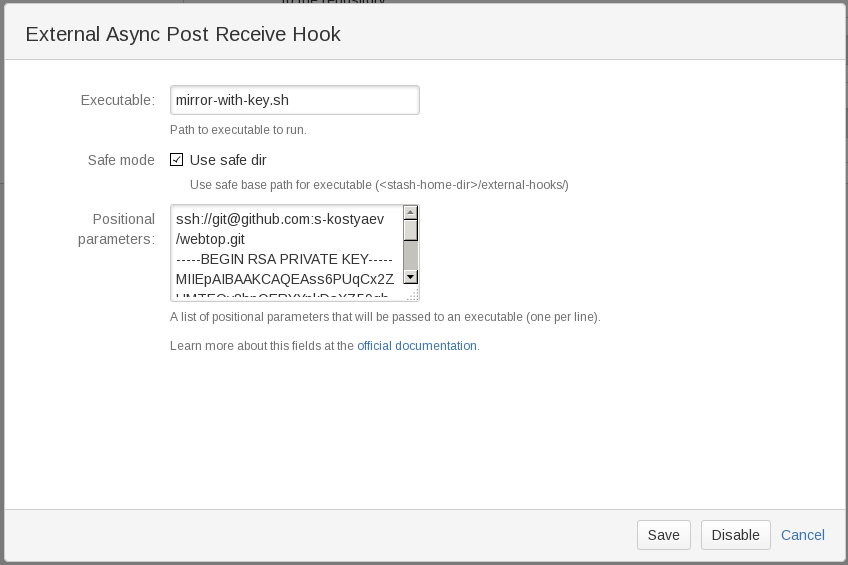 to the repository
External Async Post Receive Hook
Executable:
mirror-with-key.sh
Path to executable to run.
Safe mode
Use safe dir
Use safe base path for executable (<stash-home-dir>/external-hooks/)
Positional
parameters:
ssh://git@github.com:s-kostyaev
/webtop.git
-----BEGIN RSA PRIVATE KEY-----
MIIEpAIBAAKCAQEAss6PUqCx2Z
A list of positional parameters that will be passed to an executable (one per line).
Learn more about this fields at the official documentation.
Save
Disable
Cancel